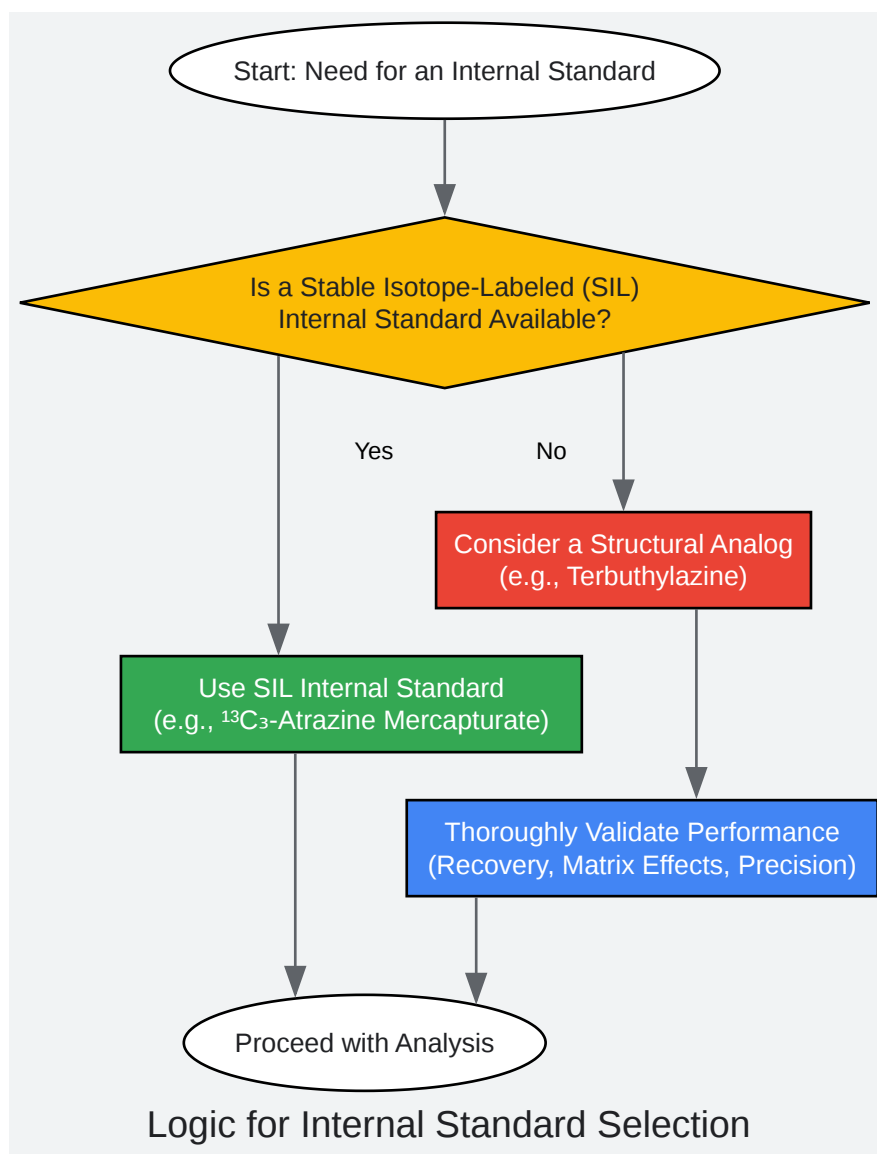 Start: Need for an Internal Standard
Is a Stable Isotope-Labeled (SIL)
Internal Standard Available?
Yes
No
Consider a Structural Analog
(e.g., Terbuthylazine)
Use SIL Internal Standard
(e.g., ¹³C₃-Atrazine Mercapturate)
Thoroughly Validate Performance
(Recovery, Matrix Effects, Precision)
Proceed with Analysis
Logic for Internal Standard Selection